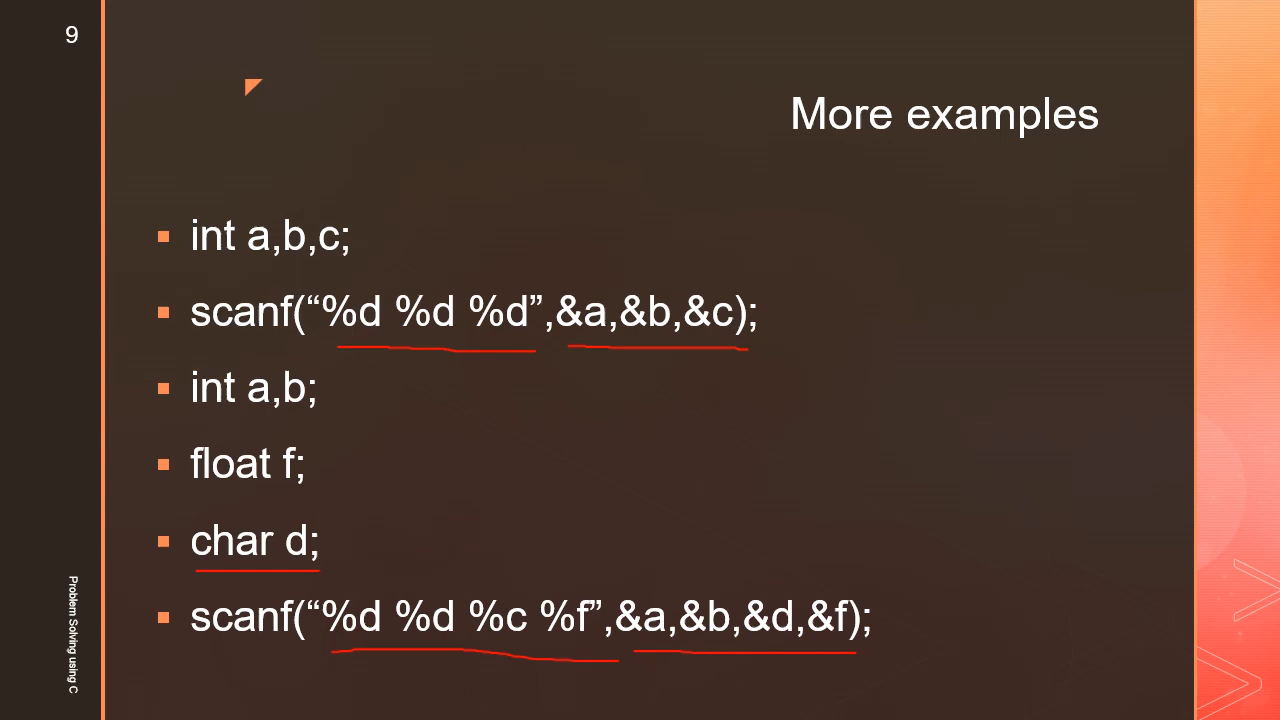 9
More examples
int a,b,c;
scanf(“%d %d %d”,&a,&b,&c);
int a,b;
float f;
char d;
scanf(“%d %d %c %f”,&a,&b,&d,&f);
Problem Solving using C